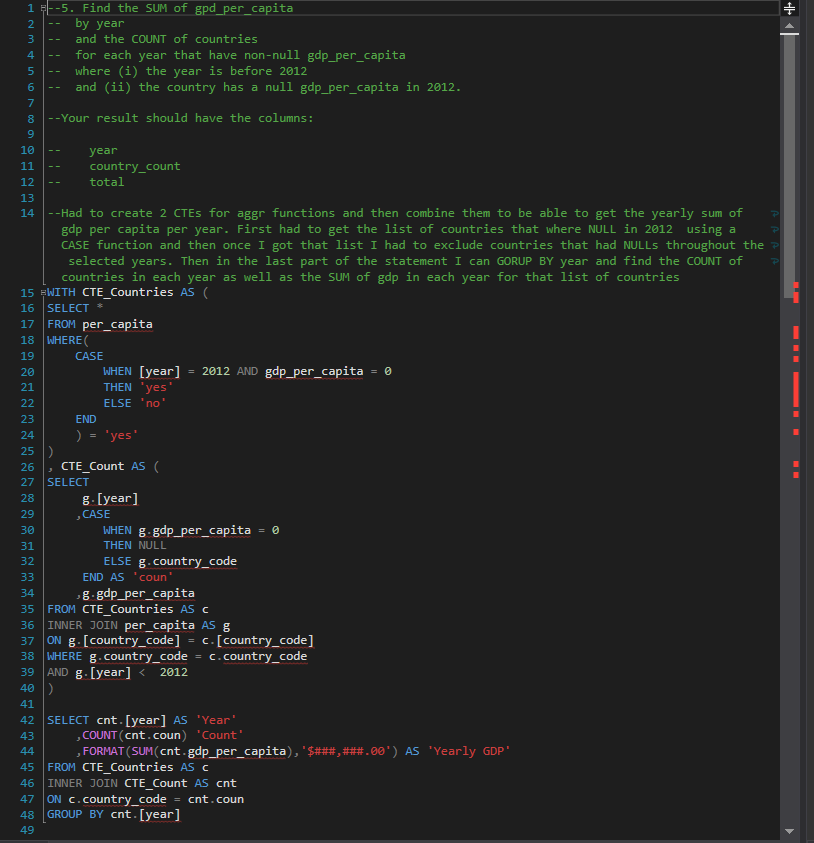 1 --5. Find the SUM of gpd_per_capita
2 --  by year
3 --  and the COUNT of countries
4 --  for each year that have non-null gdp_per_capita
5 --  where (i) the year is before 2012
6 --  and (ii) the country has a null gdp_per_capita in 2012.
7
8 --Your result should have the columns:
9
10 --    year
11 --    country_count
12 --    total
13
14 --Had to create 2 CTEs for aggr functions and then combine them to be able to get the yearly sum of
gdp per capita per year. First had to get the list of countries that where NULL in 2012  using a
CASE function and then once I got that list I had to exclude countries that had NULLs throughout the
selected years. Then in the last part of the statement I can GORUP BY year and find the COUNT of
countries in each year as well as the SUM of gdp in each year for that list of countries
15 WITH CTE_Countries AS (
16 SELECT *
17 FROM per_capita
18 WHERE(
19     CASE
20         WHEN [year] = 2012 AND gdp_per_capita = 0
21         THEN 'yes'
22         ELSE 'no'
23     END
24     ) = 'yes'
25 )
26 , CTE_Count AS (
27 SELECT
28      g.[year]
29     ,CASE
30         WHEN g.gdp_per_capita = 0
31         THEN NULL
32         ELSE g.country_code
33      END AS 'coun'
34     ,g.gdp_per_capita
35 FROM CTE_Countries AS c
36 INNER JOIN per_capita AS g
37 ON g.[country_code] = c.[country_code]
38 WHERE g.country_code = c.country_code
39 AND g.[year] <  2012
40 )
41
42 SELECT cnt.[year] AS 'Year'
43     ,COUNT(cnt.coun) 'Count'
44     ,FORMAT(SUM(cnt.gdp_per_capita),'$###,###.00') AS 'Yearly GDP'
45 FROM CTE_Countries AS c
46 INNER JOIN CTE_Count AS cnt
47 ON c.country_code = cnt.coun
48 GROUP BY cnt.[year]
49